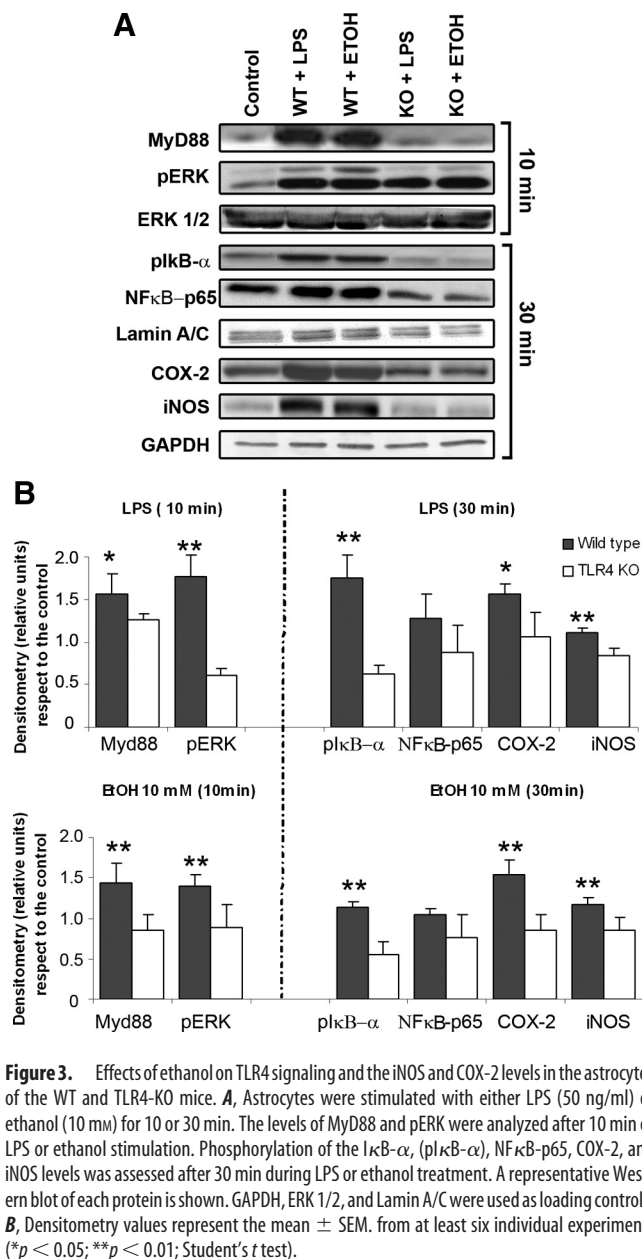 A
Control
WT + LPS
WT + ETOH
KO + LPS
KO + ETOH
MyD88
pERK
ERK 1/2
pIkB-α
NFκB–p65
Lamin A/C
COX-2
iNOS
GAPDH
10 min
30 min
B
LPS ( 10 min)
LPS (30 min)
Wild type
TLR4 KO
Densitometry (relative units)
respect to the control
2.0
1.5
1.0
0.5
0
*
**
**
*
**
Myd88
pERK
pIκB–α
NFκB-p65
COX-2
iNOS
EtOH 10 mM (10min)
EtOH 10 mM (30min)
Densitometry (relative units)
respect to the control
2.0
1.5
1.0
0.5
0
**
**
**
**
**
Myd88
pERK
pIκB–α
NFκB-p65
COX-2
iNOS
Figure 3. Effects of ethanol on TLR4 signaling and the iNOS and COX-2 levels in the astrocyte
of the WT and TLR4-KO mice. A, Astrocytes were stimulated with either LPS (50 ng/ml) o
ethanol (10 mM) for 10 or 30 min. The levels of MyD88 and pERK were analyzed after 10 min o
LPS or ethanol stimulation. Phosphorylation of the IκB-α, (pIκB-α), NFκB-p65, COX-2, an
iNOS levels was assessed after 30 min during LPS or ethanol treatment. A representative Wes
ern blot of each protein is shown. GAPDH, ERK 1/2, and Lamin A/C were used as loading control
B, Densitometry values represent the mean ± SEM. from at least six individual experimen
(*p < 0.05; **p < 0.01; Student's t test).